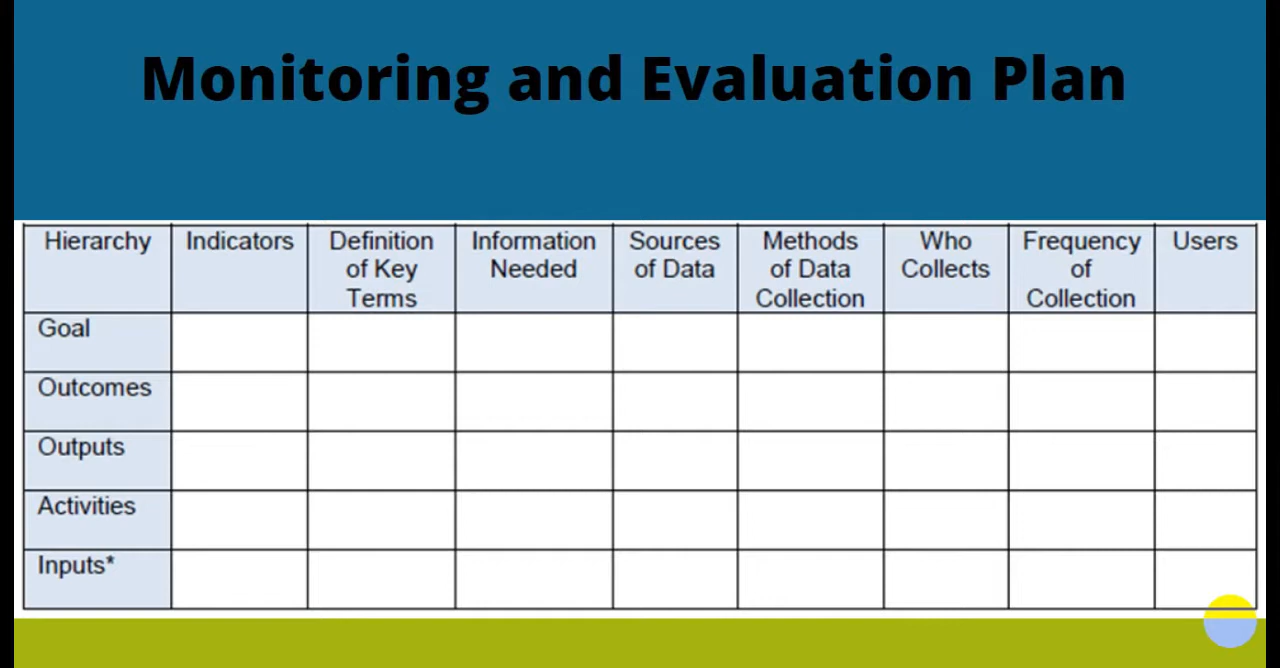 Monitoring and Evaluation Plan
Hierarchy Indicators Definition Information Sources Methods Who Frequency Users
of Key Needed of Data of Data Collects of
Terms Collection Collection
Goal
Outcomes
Outputs
Activities
Inputs*